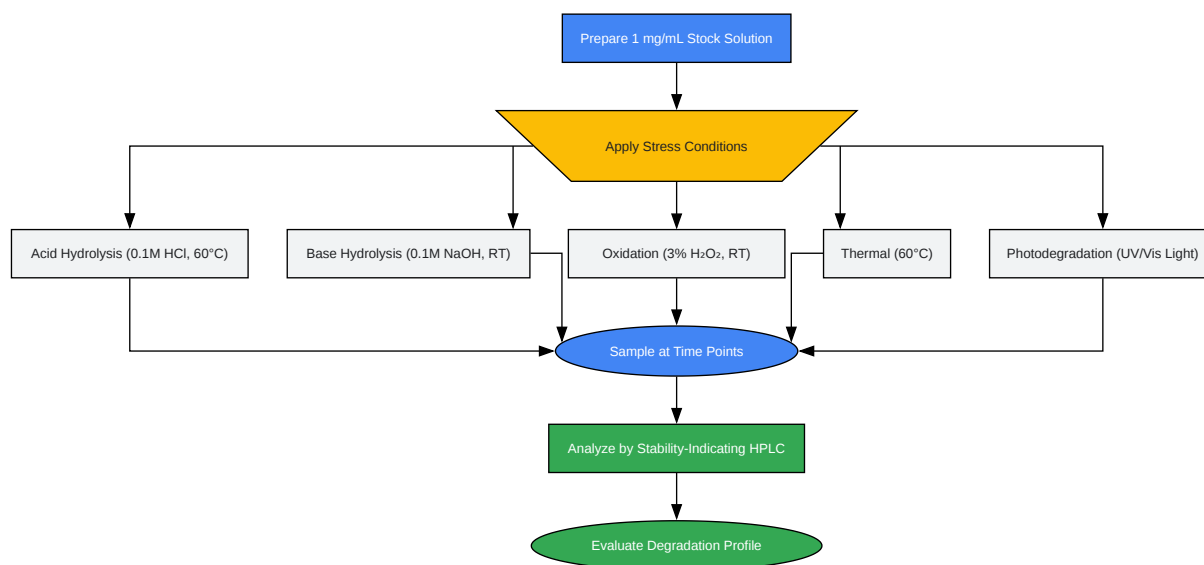 Prepare 1 mg/mL Stock Solution
Apply Stress Conditions
Acid Hydrolysis (0.1M HCl, 60°C)
Base Hydrolysis (0.1M NaOH, RT)
Oxidation (3% H₂O₂, RT)
Thermal (60°C)
Photodegradation (UV/Vis Light)
Sample at Time Points
Analyze by Stability-Indicating HPLC
Evaluate Degradation Profile